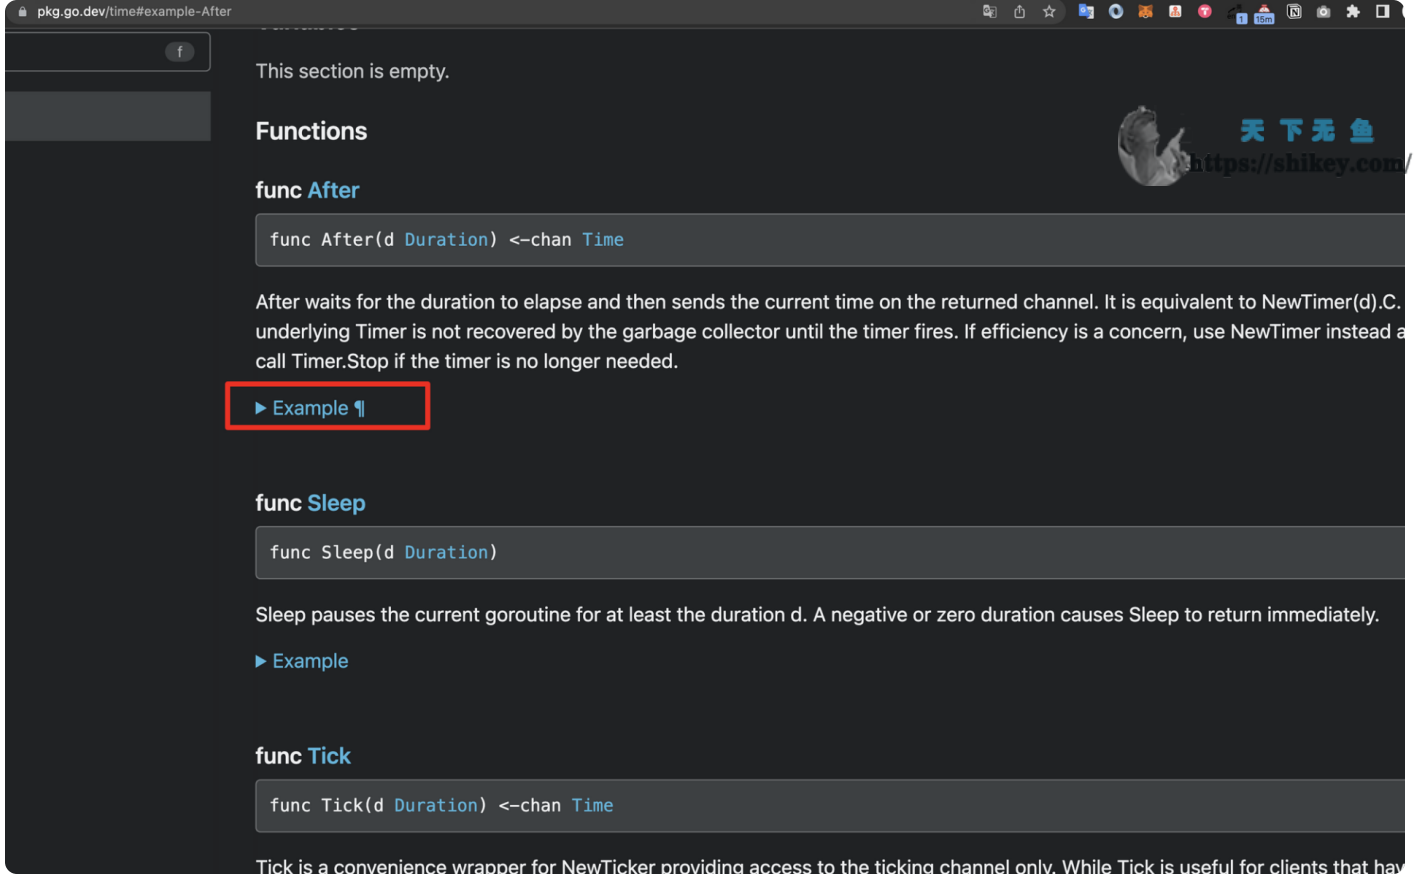 pkg.go.dev/time#example-After
1
15m
f
This section is empty.
Functions
天下无鱼
https://shikey.com/
func After
func After(d Duration) <-chan Time
After waits for the duration to elapse and then sends the current time on the returned channel. It is equivalent to NewTimer(d).C.
underlying Timer is not recovered by the garbage collector until the timer fires. If efficiency is a concern, use NewTimer instead a
call Timer.Stop if the timer is no longer needed.
▶ Example ¶
func Sleep
func Sleep(d Duration)
Sleep pauses the current goroutine for at least the duration d. A negative or zero duration causes Sleep to return immediately.
▶ Example
func Tick
func Tick(d Duration) <-chan Time
Tick is a convenience wrapper for NewTicker providing access to the ticking channel only. While Tick is useful for clients that hav